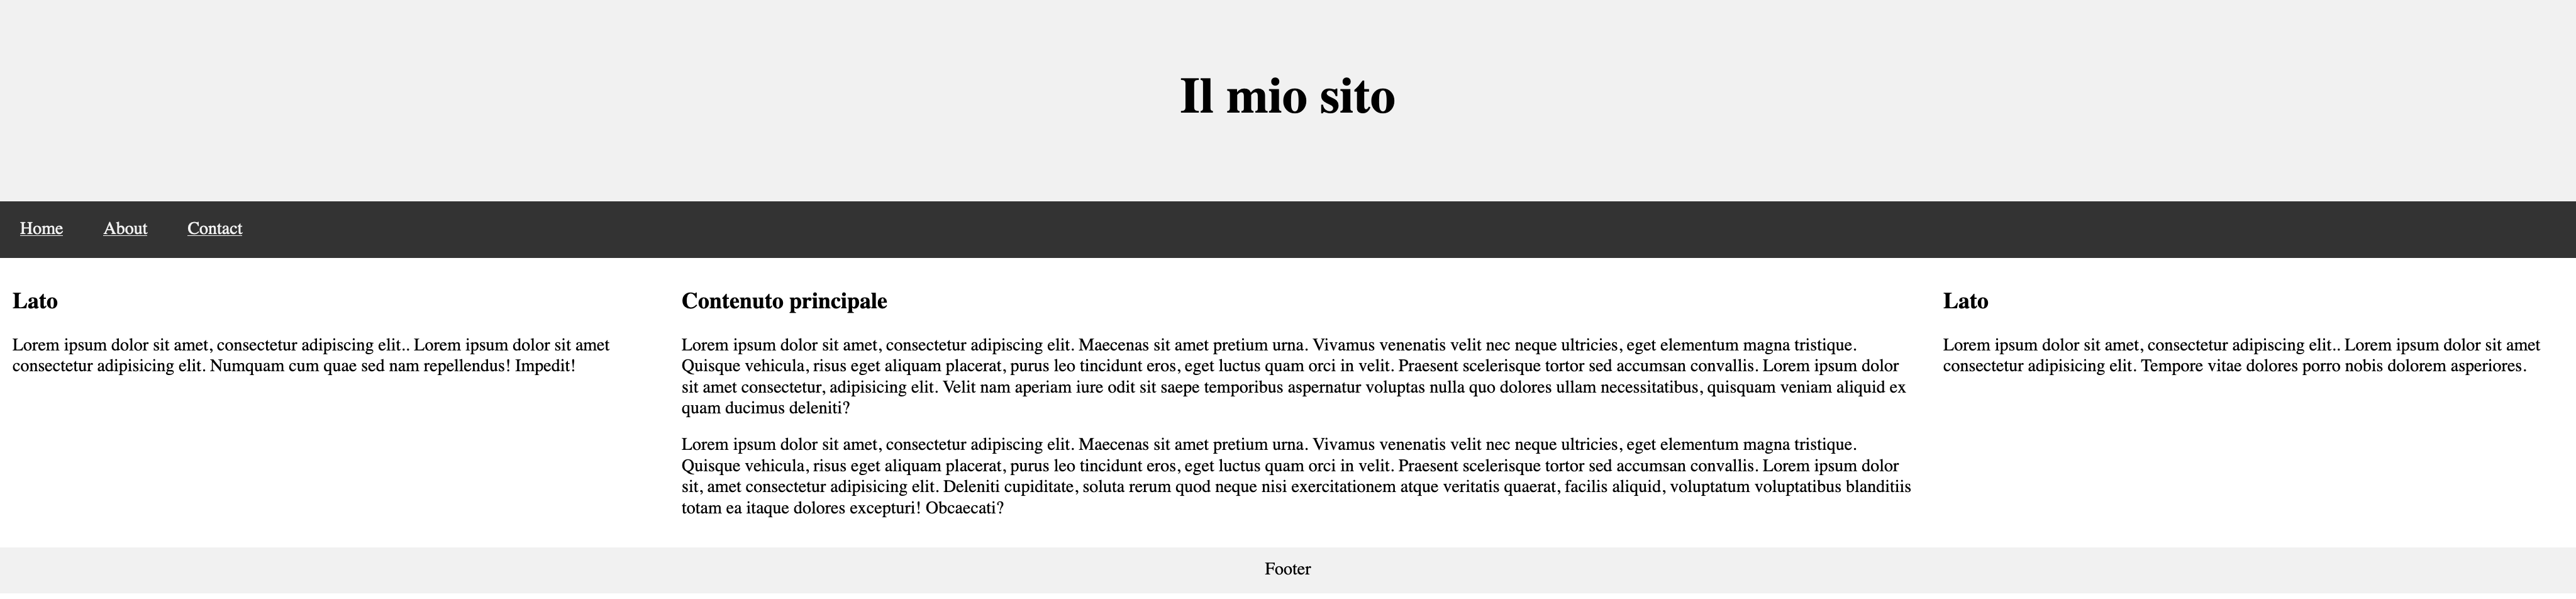 Il mio sito
Home About Contact
Lato
Lorem ipsum dolor sit amet, consectetur adipiscing elit.. Lorem ipsum dolor sit amet
consectetur adipisicing elit. Numquam cum quae sed nam repellendus! Impedit!
Contenuto principale
Lorem ipsum dolor sit amet, consectetur adipiscing elit. Maecenas sit amet pretium urna. Vivamus venenatis velit nec neque ultricies, eget elementum magna tristique.
Quisque vehicula, risus eget aliquam placerat, purus leo tincidunt eros, eget luctus quam orci in velit. Praesent scelerisque tortor sed accumsan convallis. Lorem ipsum dolor
sit amet consectetur, adipisicing elit. Velit nam aperiam iure odit sit saepe temporibus aspernatur voluptas nulla quo dolores ullam necessitatibus, quisquam veniam aliquid ex
quam ducimus deleniti?
Lorem ipsum dolor sit amet, consectetur adipiscing elit. Maecenas sit amet pretium urna. Vivamus venenatis velit nec neque ultricies, eget elementum magna tristique.
Quisque vehicula, risus eget aliquam placerat, purus leo tincidunt eros, eget luctus quam orci in velit. Praesent scelerisque tortor sed accumsan convallis. Lorem ipsum dolor
sit, amet consectetur adipisicing elit. Deleniti cupiditate, soluta rerum quod neque nisi exercitationem atque veritatis quaerat, facilis aliquid, voluptatum voluptatibus blanditiis
totam ea itaque dolores excepturi! Obcaecati?
Lato
Lorem ipsum dolor sit amet, consectetur adipiscing elit.. Lorem ipsum dolor sit amet
consectetur adipisicing elit. Tempore vitae dolores porro nobis dolorem asperiores.
Footer